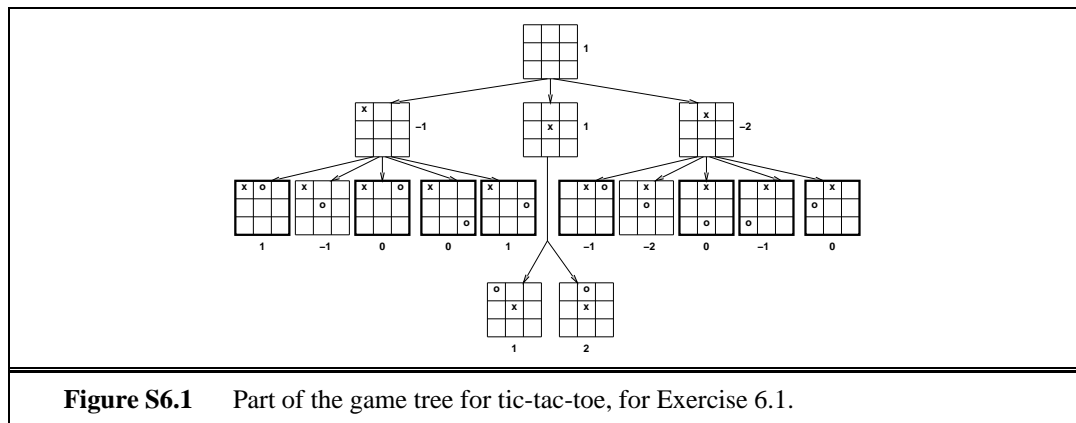 1
x x
–1 x 1 –2
x o x x o x x x o x x x x
o o o o
o o o
1 –1 0 0 1 –1 –2 0 –1 0
o o
x x
1 2
Figure S6.1 Part of the game tree for tic-tac-toe, for Exercise 6.1.